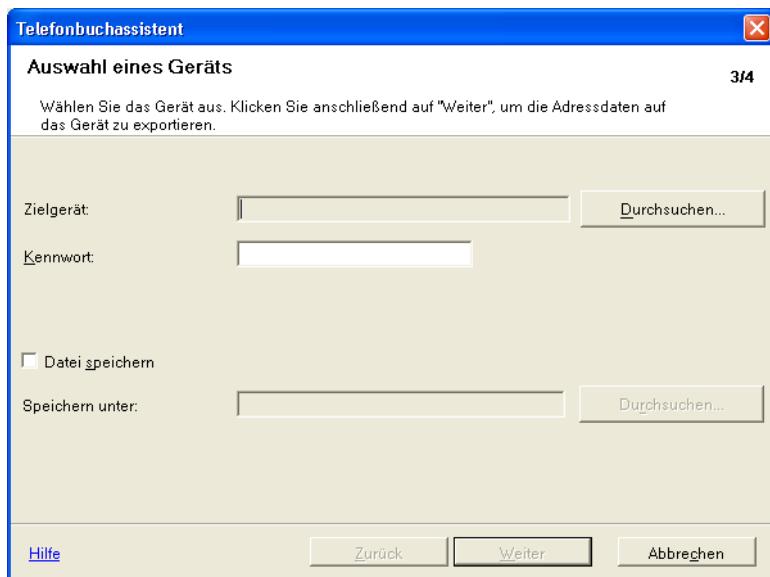 Telefonbuchassistent
Auswahl eines Geräts
3/4
Wählen Sie das Gerät aus. Klicken Sie anschließend auf "Weiter", um die Adressdaten auf
das Gerät zu exportieren.
Zielgerät:
Durchsuchen...
Kennwort:
Datei speichern
Speichern unter:
Durchsuchen...
Hilfe
Zurück
Weiter
Abbrechen